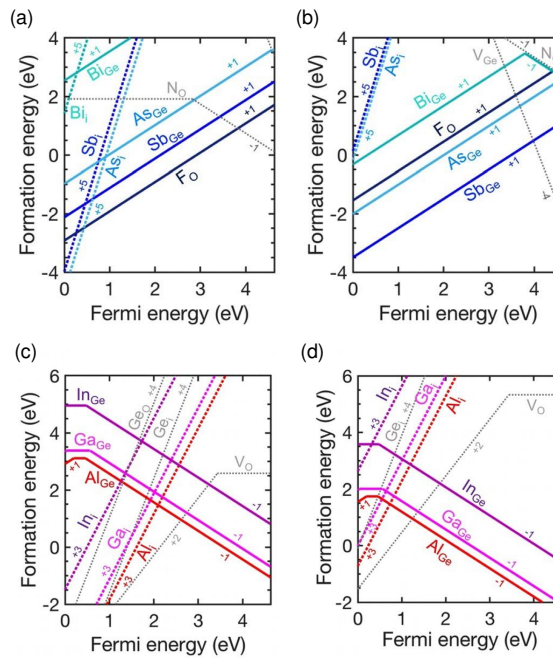 (a)
(b)
Formation energy (eV)
4
2
0
-2
-4
0
1
2
3
4
Fermi energy (eV)
+5
+1
Bi_Ge
Bi_i
N_O
Sb_i
As_i
As_Ge
Sb_Ge
F_O
+1
+1
+1
-1
+5
+5
Formation energy (eV)
4
2
0
-2
-4
0
1
2
3
4
Fermi energy (eV)
Sb_i
As_i
+5
V_Ge
-1
-1
Bi_Ge
+1
F_O
+1
As_Ge
+1
Sb_Ge
+1
-4
(c)
(d)
Formation energy (eV)
6
4
2
0
-2
0
1
2
3
4
Fermi energy (eV)
In_Ge
Ga_Ge
+1
Al_Ge
Ge_O
+4
Ge_i
+4
V_O
In_i
+3
Ga_i
+3
Al_i
+3
+2
-1
-1
-1
Formation energy (eV)
6
4
2
0
-2
0
1
2
3
4
Fermi energy (eV)
In_i
+3
Ge_i
+4
Ga_i
Al_i
+3
+2
V_O
In_Ge
-1
Ga_Ge
-1
Al_Ge
-1
+1